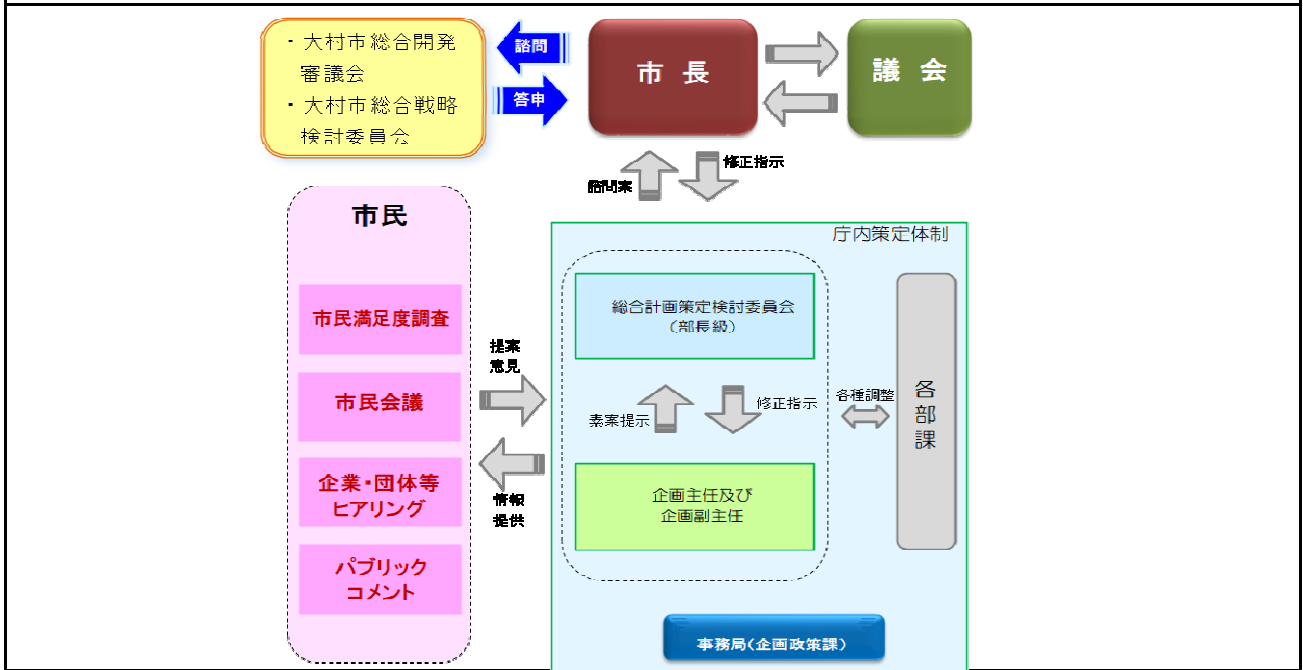 ・大村市総合開発
審議会
・大村市総合戦略
検討委員会
諮問
答申
市 長
議 会
諮問案
修正指示
市民
市民満足度調査
市民会議
企業・団体等
ヒアリング
パブリック
コメント
提案
意見
情報
提供
庁内策定体制
総合計画策定検討委員会
（部長級）
素案提示
修正指示
企画主任及び
企画副主任
各種調整
各
部
課
事務局(企画政策課)